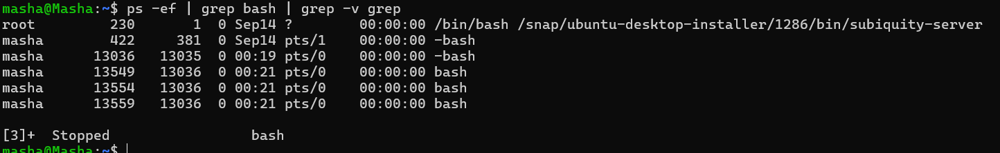 masha@Masha:~$ ps -ef | grep bash | grep -v grep
root         230       1  0 Sep14 ?        00:00:00 /bin/bash /snap/ubuntu-desktop-installer/1286/bin/subiquity-server
masha        422     381  0 Sep14 pts/1    00:00:00 -bash
masha      13036   13035  0 00:19 pts/0    00:00:00 -bash
masha      13549   13036  0 00:21 pts/0    00:00:00 bash
masha      13554   13036  0 00:21 pts/0    00:00:00 bash
masha      13559   13036  0 00:21 pts/0    00:00:00 bash

[3]+  Stopped                 bash
masha@Masha:~$